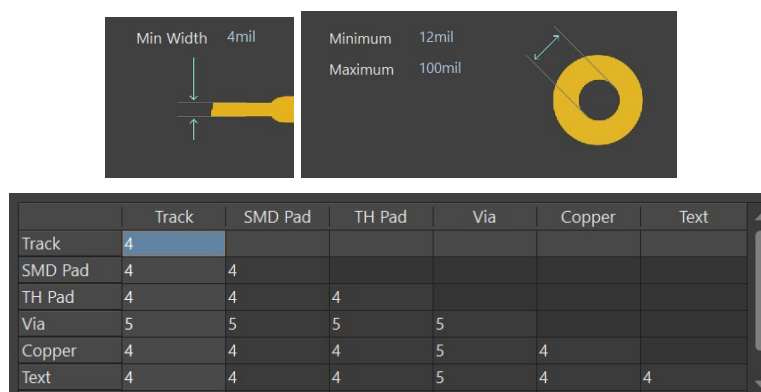 Min Width 4mil
Minimum 12mil
Maximum 100mil
Track SMD Pad TH Pad Via Copper Text
Track 4
SMD Pad 4 4
TH Pad 4 4 4
Via 5 5 5 5
Copper 4 4 4 5 4
Text 4 4 4 5 4 4